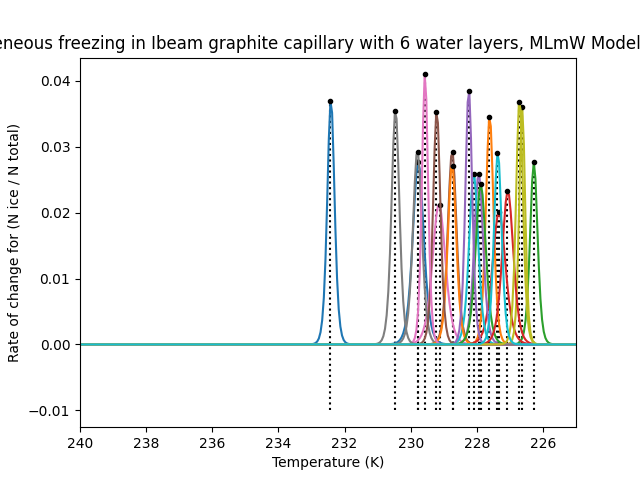 eneous freezing in Ibeam graphite capillary with 6 water layers, MLmW Model
Rate of change for (N ice / N total)
0.04
0.03
0.02
0.01
0.00
−0.01
240 238 236 234 232 230 228 226
Temperature (K)